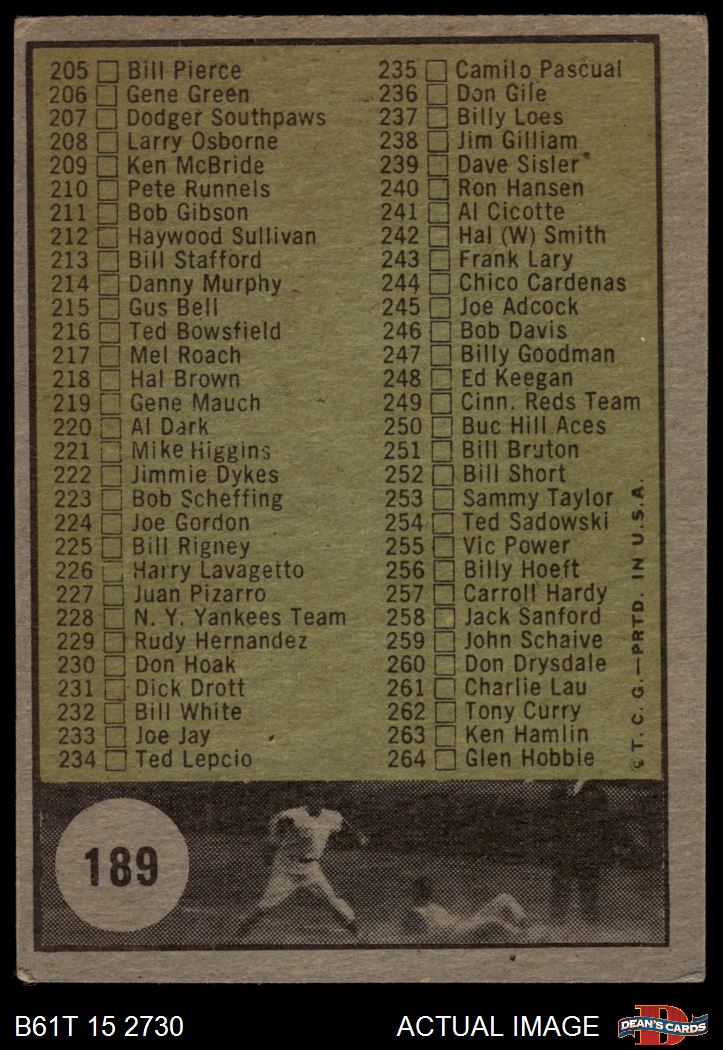 205 Bill Pierce
206 Gene Green
207 Dodger Southpaws
208 Larry Osborne
209 Ken McBride
210 Pete Runnels
211 Bob Gibson
212 Haywood Sullivan
213 Bill Stafford
214 Danny Murphy
215 Gus Bell
216 Ted Bowsfield
217 Mel Roach
218 Hal Brown
219 Gene Mauch
220 Al Dark
221 Mike Higgins
222 Jimmie Dykes
223 Bob Scheffing
224 Joe Gordon
225 Bill Rigney
226 Harry Lavagetto
227 Juan Pizarro
228 N. Y. Yankees Team
229 Rudy Hernandez
230 Don Hoak
231 Dick Drott
232 Bill White
233 Joe Jay
234 Ted Lepcio
235 Camilo Pascual
236 Don Gile
237 Billy Loes
238 Jim Gilliam
239 Dave Sisler
240 Ron Hansen
241 Al Cicotte
242 Hal (W) Smith
243 Frank Lary
244 Chico Cardenas
245 Joe Adcock
246 Bob Davis
247 Billy Goodman
248 Ed Keegan
249 Cinn. Reds Team
250 Buc Hill Aces
251 Bill Bruton
252 Bill Short
253 Sammy Taylor
254 Ted Sadowski
255 Vic Power
256 Billy Hoeft
257 Carroll Hardy
258 Jack Sanford
259 John Schaive
260 Don Drysdale
261 Charlie Lau
262 Tony Curry
263 Ken Hamlin
264 Glen Hobbie
© T. C. G.—PRTD. IN U.S.A.
189
B61T 15 2730
ACTUAL IMAGE
D
DEAN'S CARDS